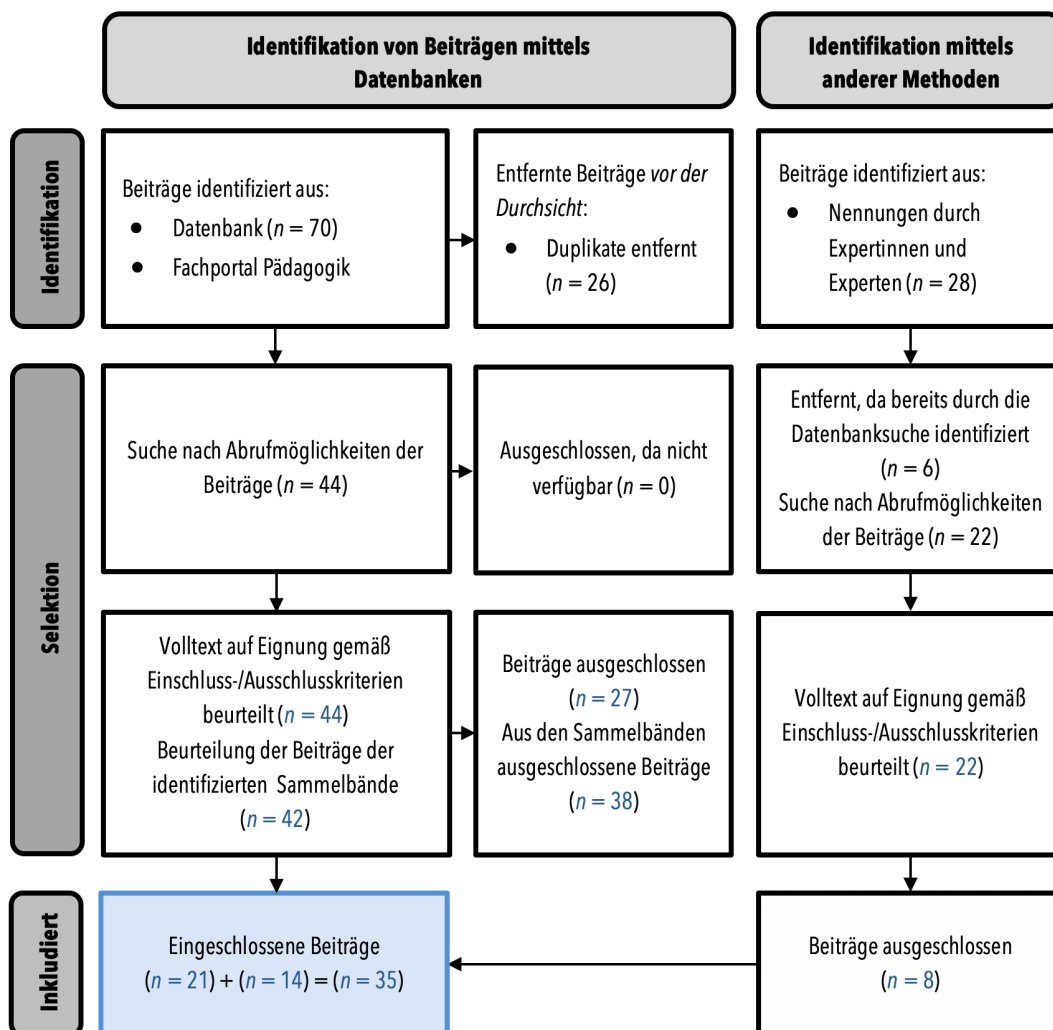 Identifikation von Beiträgen mittels
Datenbanken
Identifikation mittels
anderer Methoden
Identifikation
Beiträge identifiziert aus:
● Datenbank (n = 70)
● Fachportal Pädagogik
Entfernte Beiträge vor der
Durchsicht:
● Duplikate entfernt
(n = 26)
Beiträge identifiziert aus:
● Nennungen durch
Expertinnen und
Experten (n = 28)
Selektion
Suche nach Abrufmöglichkeiten der
Beiträge (n = 44)
Ausgeschlossen, da nicht
verfügbar (n = 0)
Entfernt, da bereits durch die
Datenbanksuche identifiziert
(n = 6)
Suche nach Abrufmöglichkeiten
der Beiträge (n = 22)
Volltext auf Eignung gemäß
Einschluss-/Ausschlusskriterien
beurteilt (n = 44)
Beurteilung der Beiträge der
identifizierten Sammelbände
(n = 42)
Beiträge ausgeschlossen
(n = 27)
Aus den Sammelbänden
ausgeschlossene Beiträge
(n = 38)
Volltext auf Eignung gemäß
Einschluss-/Ausschlusskriterien
beurteilt (n = 22)
Inkludiert
Eingeschlossene Beiträge
(n = 21) + (n = 14) = (n = 35)
Beiträge ausgeschlossen
(n = 8)